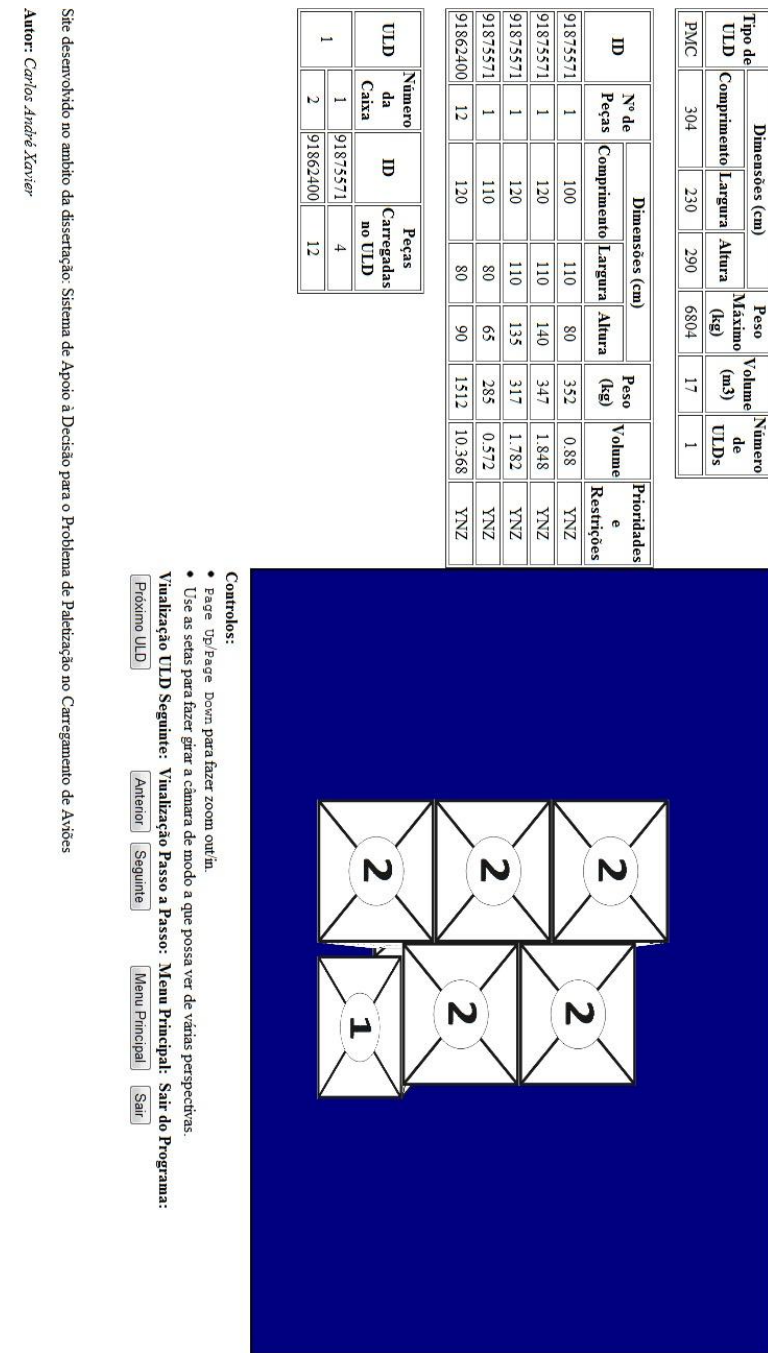 Tipo de ULD Dimensões (cm) Peso Máximo (kg) Volume (m3) Número de ULDs
Comprimento Largura Altura
PMC 304 230 290 6804 17 1
ID Nº de Peças Dimensões (cm) Peso (kg) Volume Prioridades e Restrições
Comprimento Largura Altura
91875571 1 100 110 80 352 0.88 YNZ
91875571 1 120 110 140 347 1.848 YNZ
91875571 1 120 110 135 317 1.782 YNZ
91875571 1 110 80 65 285 0.572 YNZ
91862400 12 120 80 90 1512 10.368 YNZ
ULD Número da Caixa ID Peças Carregadas no ULD
1 1 91875571 4
2 91862400 12
2
2
2
2
2
1
Controlos:
Page Up/Page Down para fazer zoom out/in.
Use as setas para fazer girar a câmara de modo a que possa ver de várias perspectivas.
Viualização ULD Seguinte: Viualização Passo a Passo: Menu Principal: Sair do Programa:
Próximo ULD Anterior Seguinte Menu Principal Sair
Site desenvolvido no ambito da dissertação: Sistema de Apoio à Decisão para o Problema de Paletização no Carregamento de Aviões
Autor: Carlos André Xavier